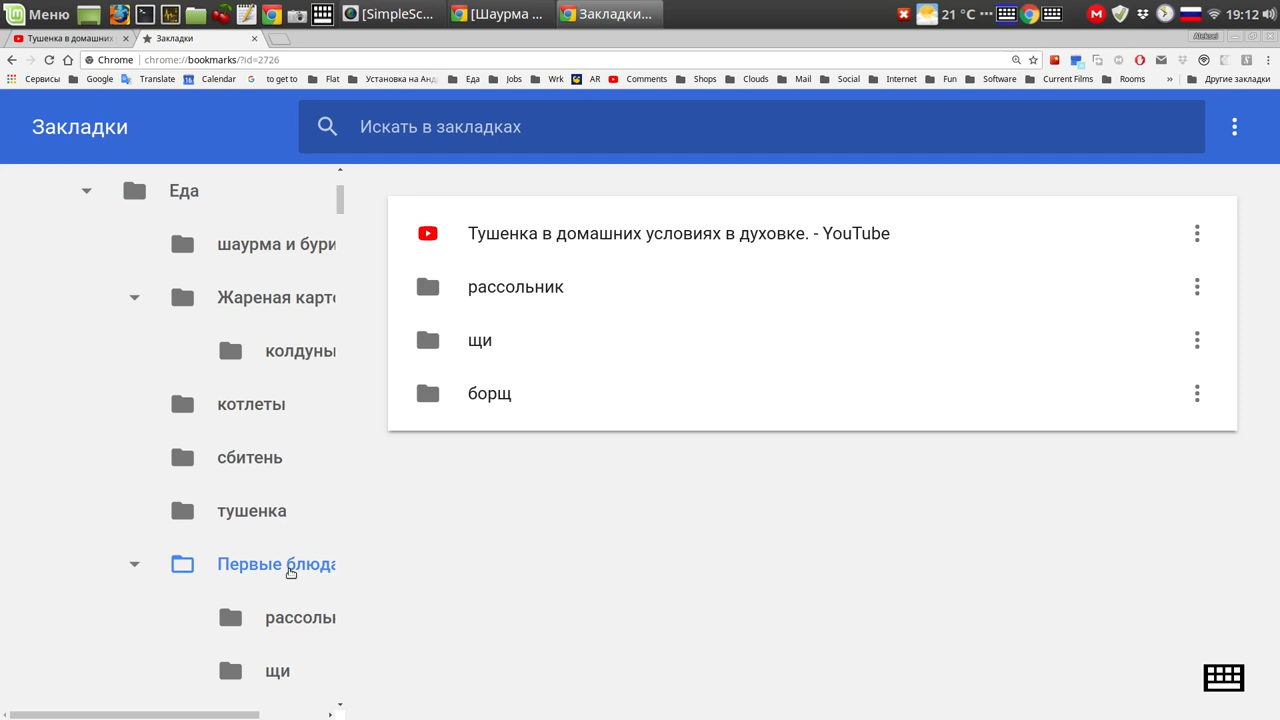 Меню [SimpleSc... [Шаурма ... Закладки... 21 °C 19:12
Тушенка в домашних × Закладки × Aleksei
Chrome chrome://bookmarks/?id=2726
Сервисы Google Translate Calendar to get to Flat Установка на Анд Еда Jobs Wrk AR Comments Shops Clouds Mail Social Internet Fun Software Current Films Rooms » Другие закладки
Закладки Искать в закладках
Еда
шаурма и бури
Жареная карто
колдуны
котлеты
сбитень
тушенка
Первые блюда
рассоль
щи
Тушенка в домашних условиях в духовке. - YouTube
рассольник
щи
борщ